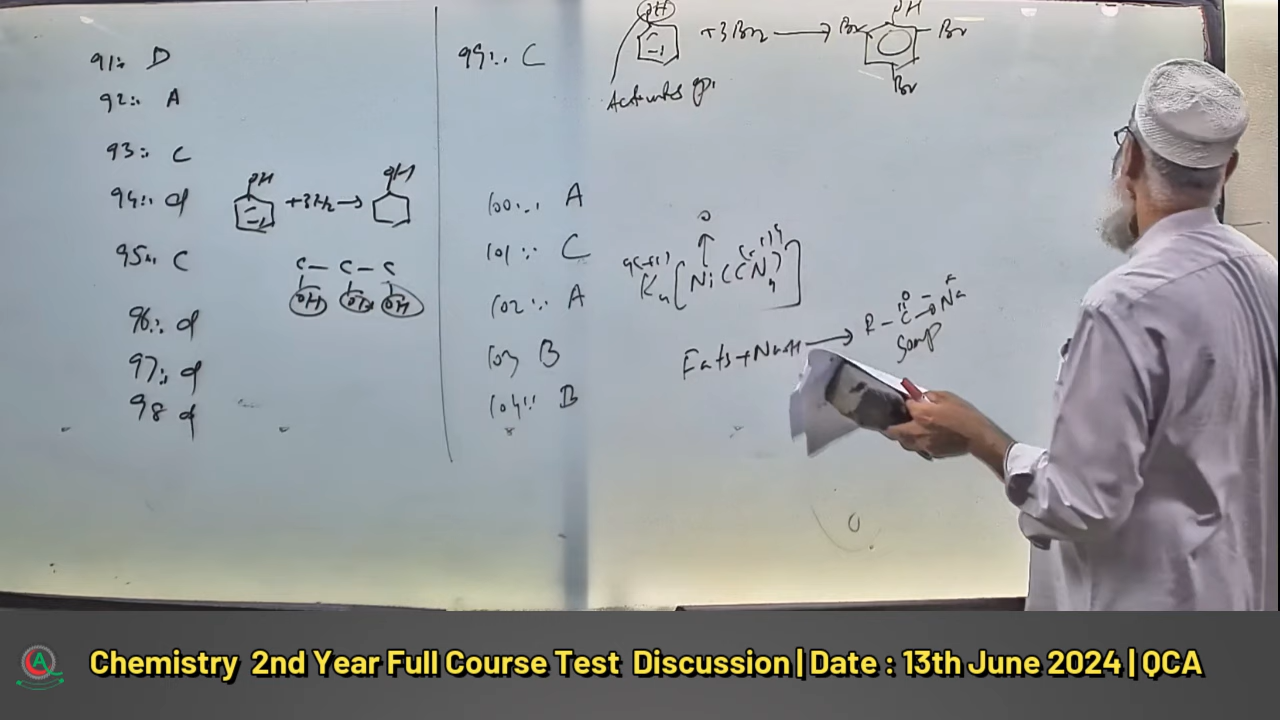 91:. D
92:. A
93:. C
94:. d
OH
+3H₂ →
OH
95:. C
C – C – C
OH OH OH
96:. d
97:. d
98 d
99:. C
100:. A
101:. C
102:. A
103 B
104:. B
OH
+3Br₂ →
OH
Br
Br
Br
0
K₄[Ni(CN)₄]
Fats + NaOH →
O
R – C – O Na
Soap
A
Chemistry 2nd Year Full Course Test Discussion | Date : 13th June 2024 | QCA